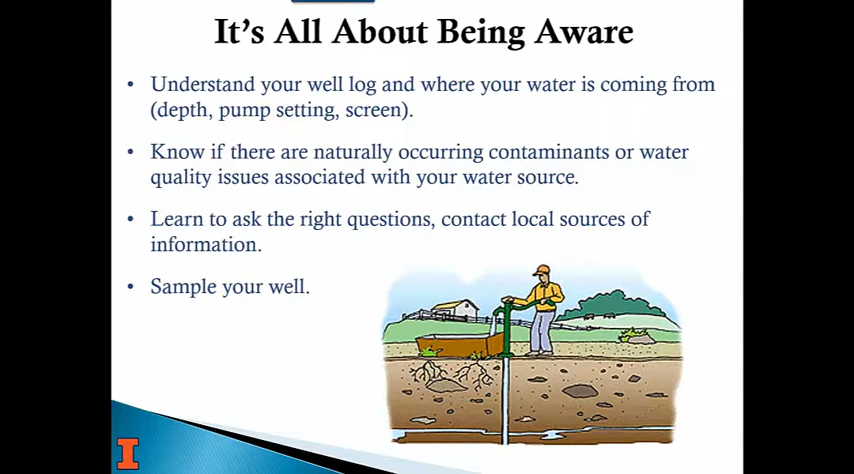 It's All About Being Aware
• Understand your well log and where your water is coming from
(depth, pump setting, screen).
• Know if there are naturally occurring contaminants or water
quality issues associated with your water source.
• Learn to ask the right questions, contact local sources of
information.
• Sample your well.
I